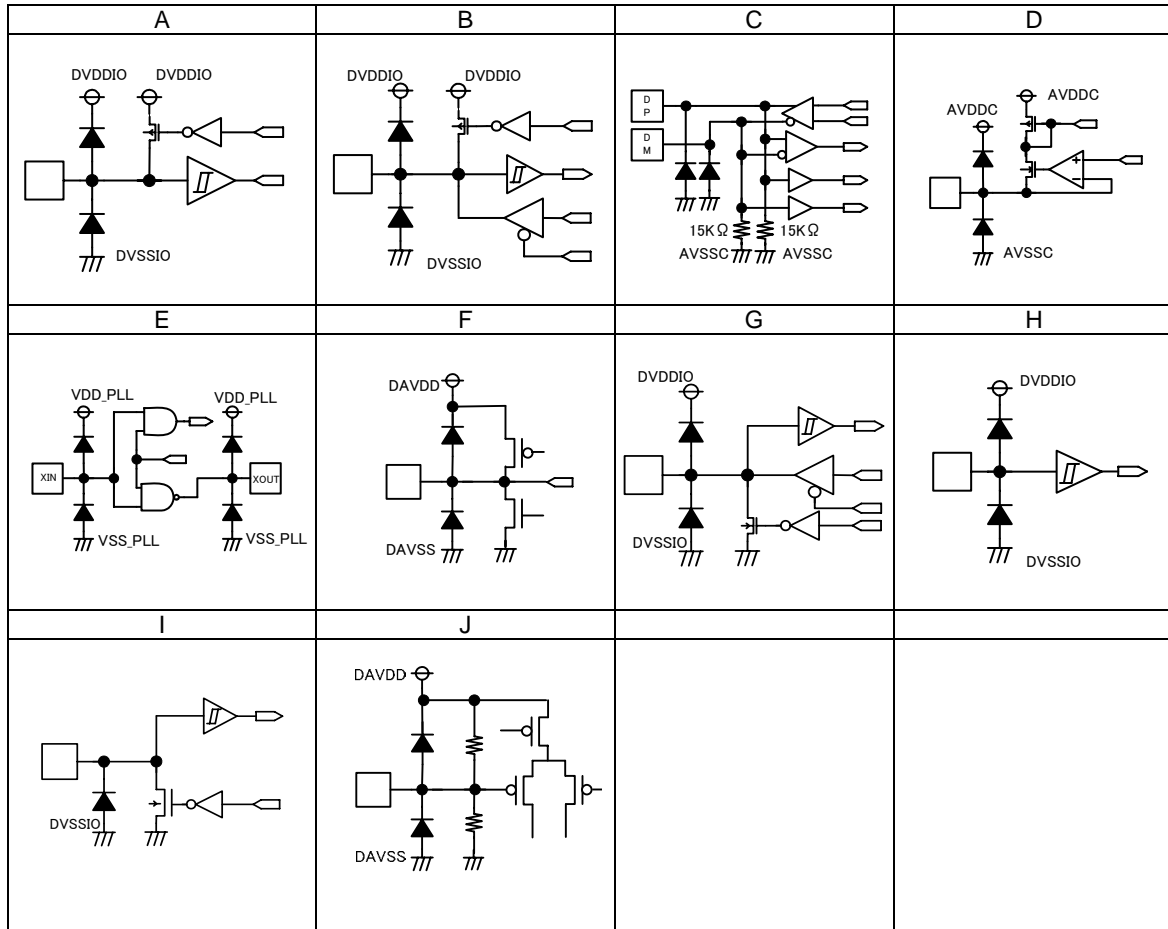 A B C D
DVDDIO DVDDIO
DVSSIO
DVDDIO DVDDIO
DVSSIO
D
P
D
M
15KΩ 15KΩ
AVSSC AVSSC
AVDDC
AVDDC
+
−
AVSSC
E F G H
VDD_PLL VDD_PLL
XIN XOUT
VSS_PLL VSS_PLL
DAVDD
DAVSS
DVDDIO
DVSSIO
DVDDIO
DVSSIO
I J
DVSSIO
DAVDD
DAVSS